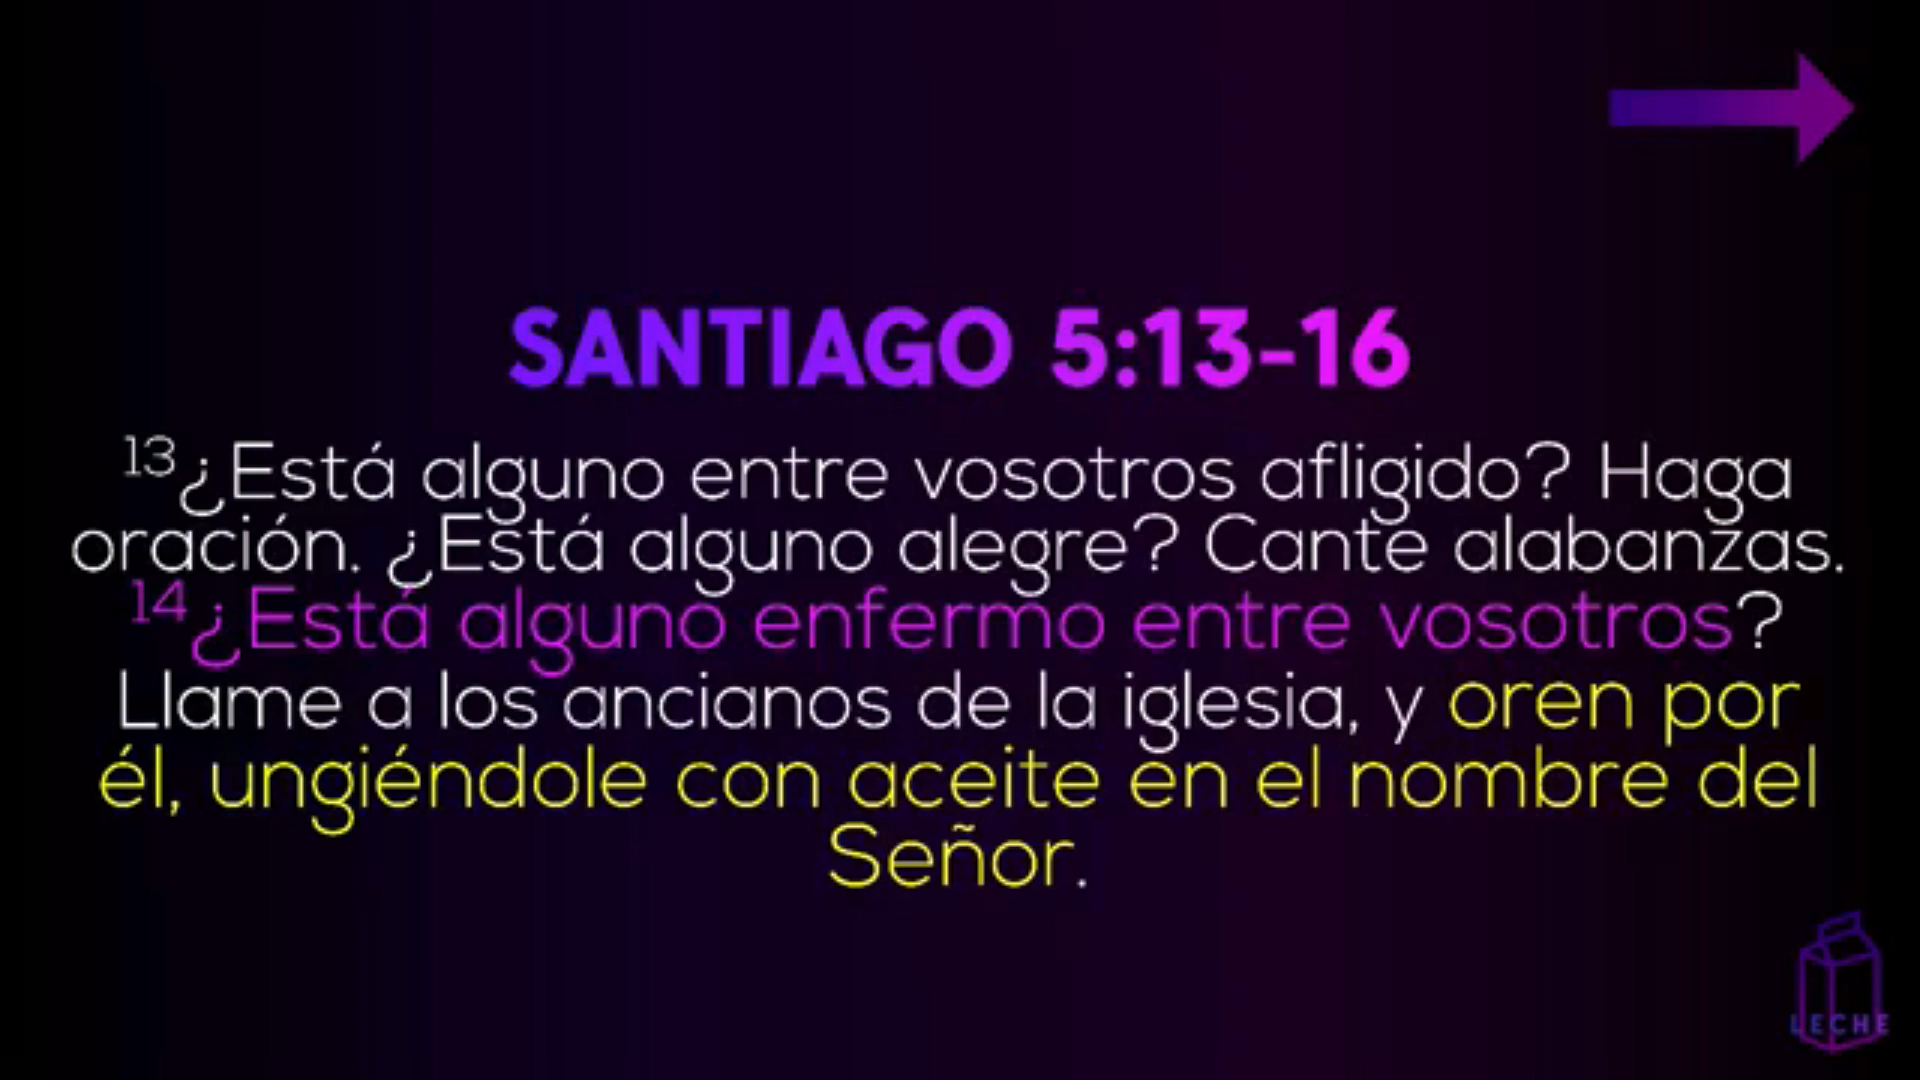 SANTIAGO 5:13-16
13¿Está alguno entre vosotros afligido? Haga
oración. ¿Está alguno alegre? Cante alabanzas.
14¿Está alguno enfermo entre vosotros?
Llame a los ancianos de la iglesia, y oren por
él, ungiéndole con aceite en el nombre del
Señor.
LECHE